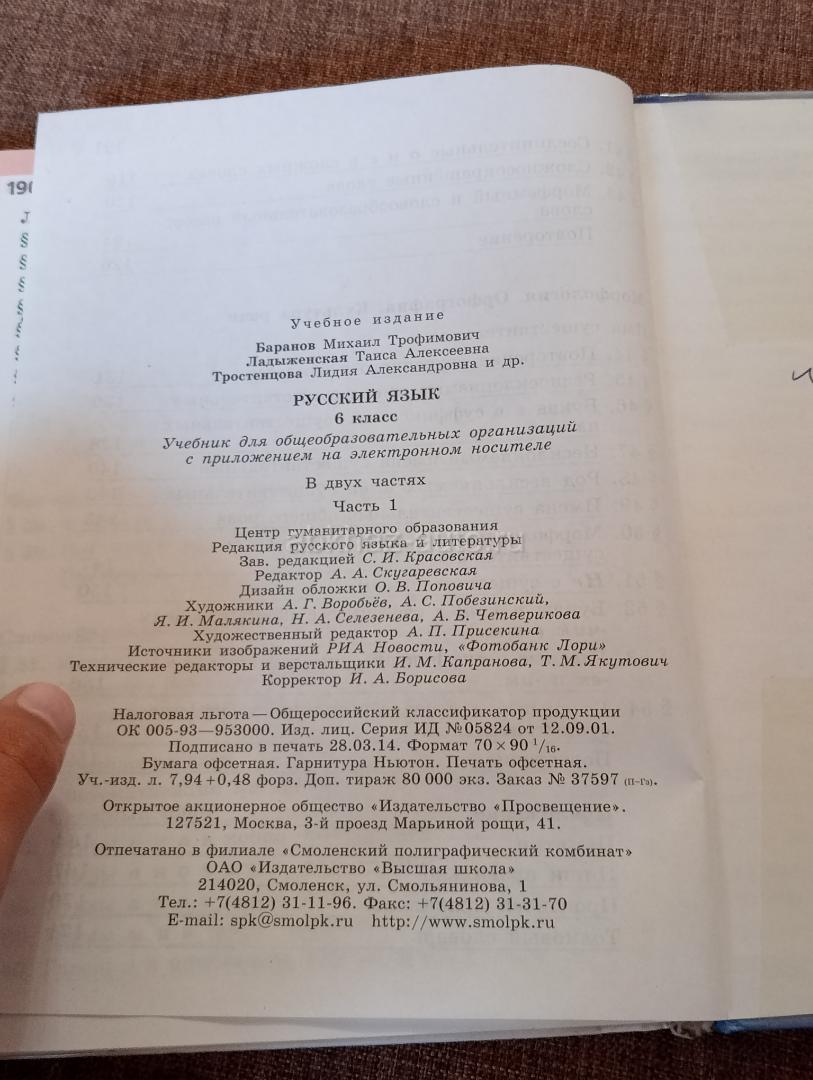 190
§
§
§
§
§
§
Учебное издание
Баранов Михаил Трофимович
Ладыженская Таиса Алексеевна
Тростенцова Лидия Александровна и др.
РУССКИЙ ЯЗЫК
6 класс
Учебник для общеобразовательных организаций
с приложением на электронном носителе
В двух частях
Часть 1
Центр гуманитарного образования
Редакция русского языка и литературы
Зав. редакцией С. И. Красовская
Редактор А. А. Скугаревская
Дизайн обложки О. В. Поповича
Художники А. Г. Воробьёв, А. С. Побезинский,
Я. И. Малякина, Н. А. Селезенева, А. Б. Четверикова
Художественный редактор А. П. Присекина
Источники изображений РИА Новости, «Фотобанк Лори»
Технические редакторы и верстальщики И. М. Капранова, Т. М. Якутович
Корректор И. А. Борисова
Налоговая льгота — Общероссийский классификатор продукции
ОК 005-93—953000. Изд. лиц. Серия ИД № 05824 от 12.09.01.
Подписано в печать 28.03.14. Формат 70 × 90 1/16.
Бумага офсетная. Гарнитура Ньютон. Печать офсетная.
Уч.-изд. л. 7,94 + 0,48 форз. Доп. тираж 80 000 экз. Заказ № 37597 (П-Га).
Открытое акционерное общество «Издательство «Просвещение».
127521, Москва, 3-й проезд Марьиной рощи, 41.
Отпечатано в филиале «Смоленский полиграфический комбинат»
ОАО «Издательство «Высшая школа»
214020, Смоленск, ул. Смольянинова, 1
Тел.: +7(4812) 31-11-96. Факс: +7(4812) 31-31-70
E-mail: spk@smolpk.ru http://www.smolpk.ru